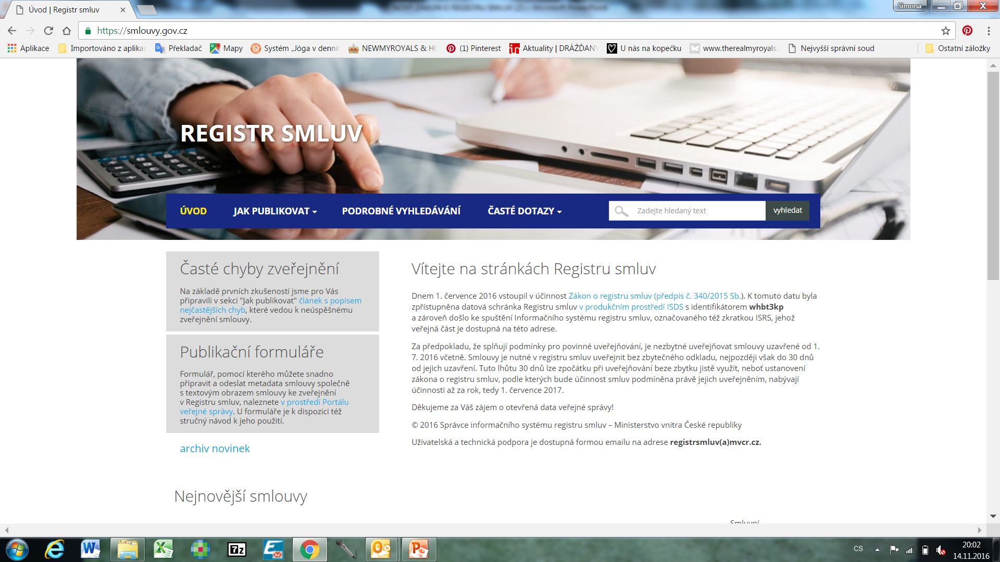 Úvod | Registr smluv
Simona
https://smlouvy.gov.cz
Aplikace
Importováno z aplikac
Překladač
Mapy
Systém „Jóga v denním
NEWMYROYALS & HO
(1) Pinterest
Aktuality | DRÁŽĎANY
U nás na kopečku
www.therealmyroyals.
Nejvyšší správní soud
Ostatní záložky
REGISTR SMLUV
ÚVOD
JAK PUBLIKOVAT
PODROBNÉ VYHLEDÁVÁNÍ
ČASTÉ DOTAZY
Zadejte hledaný text
vyhledat
Časté chyby zveřejnění
Na základě prvních zkušeností jsme pro Vás
připravili v sekci "Jak publikovat" článek s popisem
nejčastějších chyb, které vedou k neúspěšnému
zveřejnění smlouvy.
Publikační formuláře
Formulář, pomocí kterého můžete snadno
připravit a odeslat metadata smlouvy společně
s textovým obrazem smlouvy ke zveřejnění
v Registru smluv, naleznete v prostředí Portálu
veřejné správy. U formuláře je k dispozici též
stručný návod k jeho použití.
archiv novinek
Vítejte na stránkách Registru smluv
Dnem 1. července 2016 vstoupil v účinnost Zákon o registru smluv (předpis č. 340/2015 Sb.). K tomuto datu byla
zpřístupněna datová schránka Registru smluv v produkčním prostředí ISDS s identifikátorem whbt3kp
a zároveň došlo ke spuštění Informačního systému registru smluv, označovaného též zkratkou ISRS, jehož
veřejná část je dostupná na této adrese.
Za předpokladu, že splňují podmínky pro povinné uveřejňování, je nezbytné uveřejňovat smlouvy uzavřené od 1.
7. 2016 včetně. Smlouvy je nutné v registru smluv uveřejnit bez zbytečného odkladu, nejpozději však do 30 dnů
od jejich uzavření. Tuto lhůtu 30 dnů lze zpočátku při uveřejňování beze zbytku jistě využít, neboť ustanovení
zákona o registru smluv, podle kterých bude účinnost smluv podmíněna právě jejich uveřejněním, nabývají
účinnosti až za rok, tedy 1. července 2017.
Děkujeme za Váš zájem o otevřená data veřejné správy!
© 2016 Správce informačního systému registru smluv – Ministerstvo vnitra České republiky
Uživatelská a technická podpora je dostupná formou emailu na adrese registrsmluv(a)mvcr.cz.
Nejnovější smlouvy
Smluvní
CS
20:02
14.11.2016